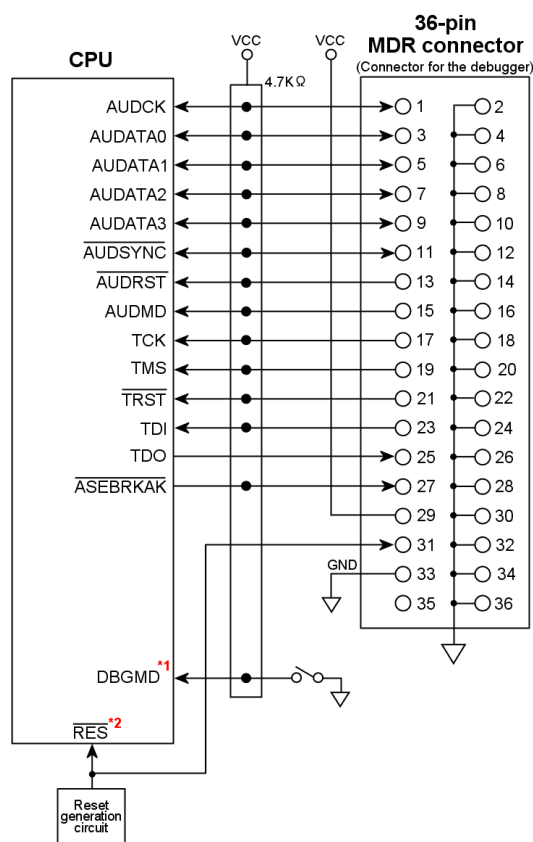 36-pin
MDR connector
(Connector for the debugger)
CPU
VCC
VCC
4.7KΩ
AUDCK
1
2
AUDATA0
3
4
AUDATA1
5
6
AUDATA2
7
8
AUDATA3
9
10
AUDSYNC
11
12
AUDRST
13
14
AUDMD
15
16
TCK
17
18
TMS
19
20
TRST
21
22
TDI
23
24
TDO
25
26
ASEBRKAK
27
28
29
30
31
32
GND
33
34
35
36
DBGMD*1
RES*2
Reset
generation
circuit